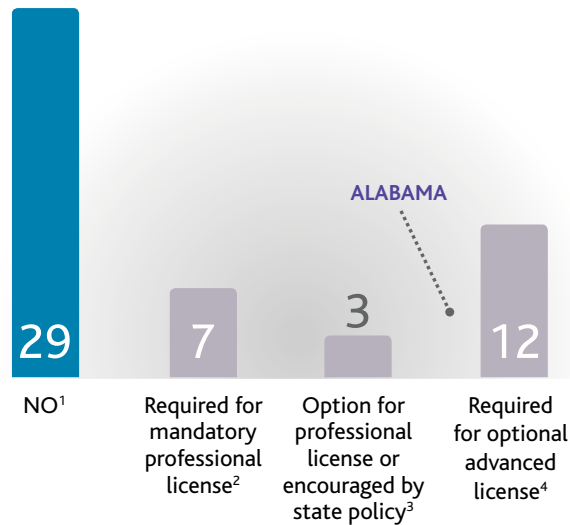 ALABAMA
29
7
3
12
NO¹
Required for
mandatory
professional
license²
Option for
professional
license or
encouraged by
state policy³
Required
for optional
advanced
license⁴